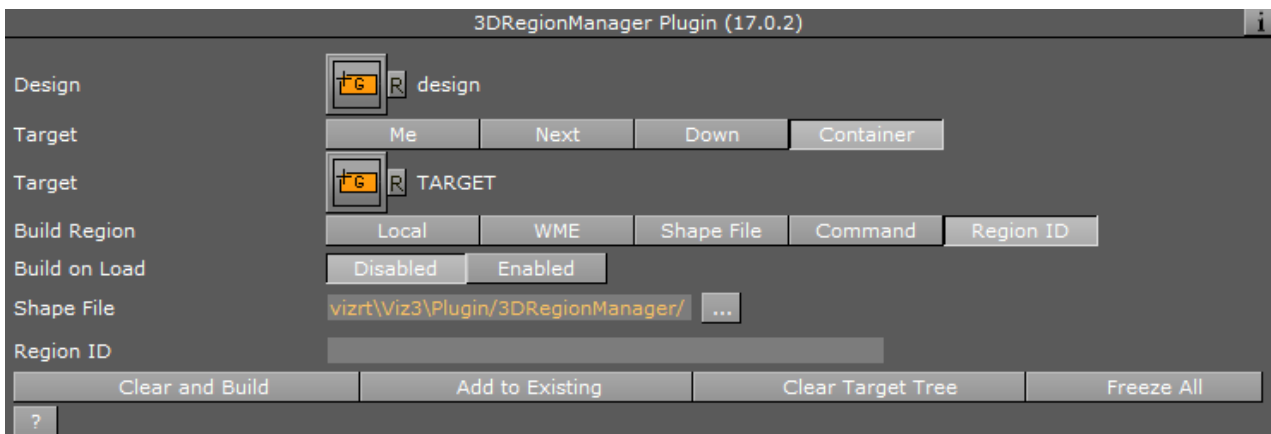 3DRegionManager Plugin (17.0.2) i
Design G R design
Target Me Next Down Container
Target G R TARGET
Build Region Local WME Shape File Command Region ID
Build on Load Disabled Enabled
Shape File vizrt\Viz3\Plugin/3DRegionManager/ ...
Region ID
Clear and Build Add to Existing Clear Target Tree Freeze All
?